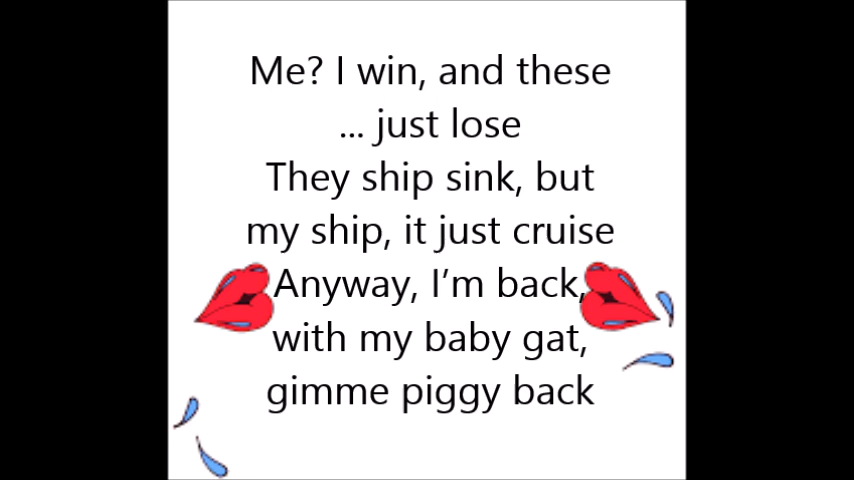 Me? I win, and these
... just lose
They ship sink, but
my ship, it just cruise
Anyway, I’m back,
with my baby gat,
gimme piggy back